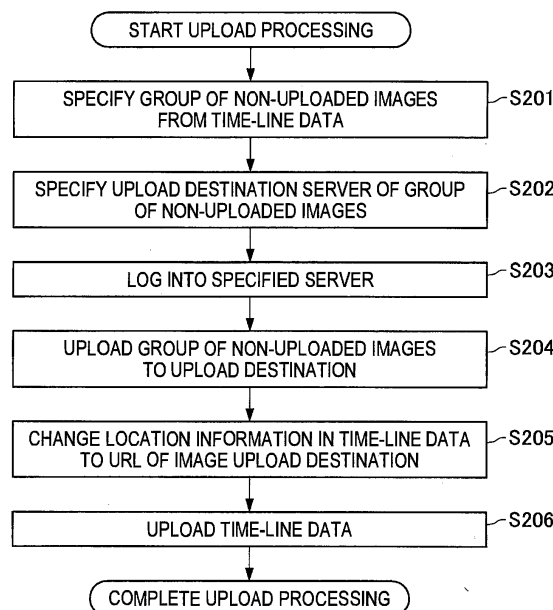 START UPLOAD PROCESSING
SPECIFY GROUP OF NON-UPLOADED IMAGES
FROM TIME-LINE DATA
S201
SPECIFY UPLOAD DESTINATION SERVER OF GROUP
OF NON-UPLOADED IMAGES
S202
LOG INTO SPECIFIED SERVER
S203
UPLOAD GROUP OF NON-UPLOADED IMAGES
TO UPLOAD DESTINATION
S204
CHANGE LOCATION INFORMATION IN TIME-LINE DATA
TO URL OF IMAGE UPLOAD DESTINATION
S205
UPLOAD TIME-LINE DATA
S206
COMPLETE UPLOAD PROCESSING